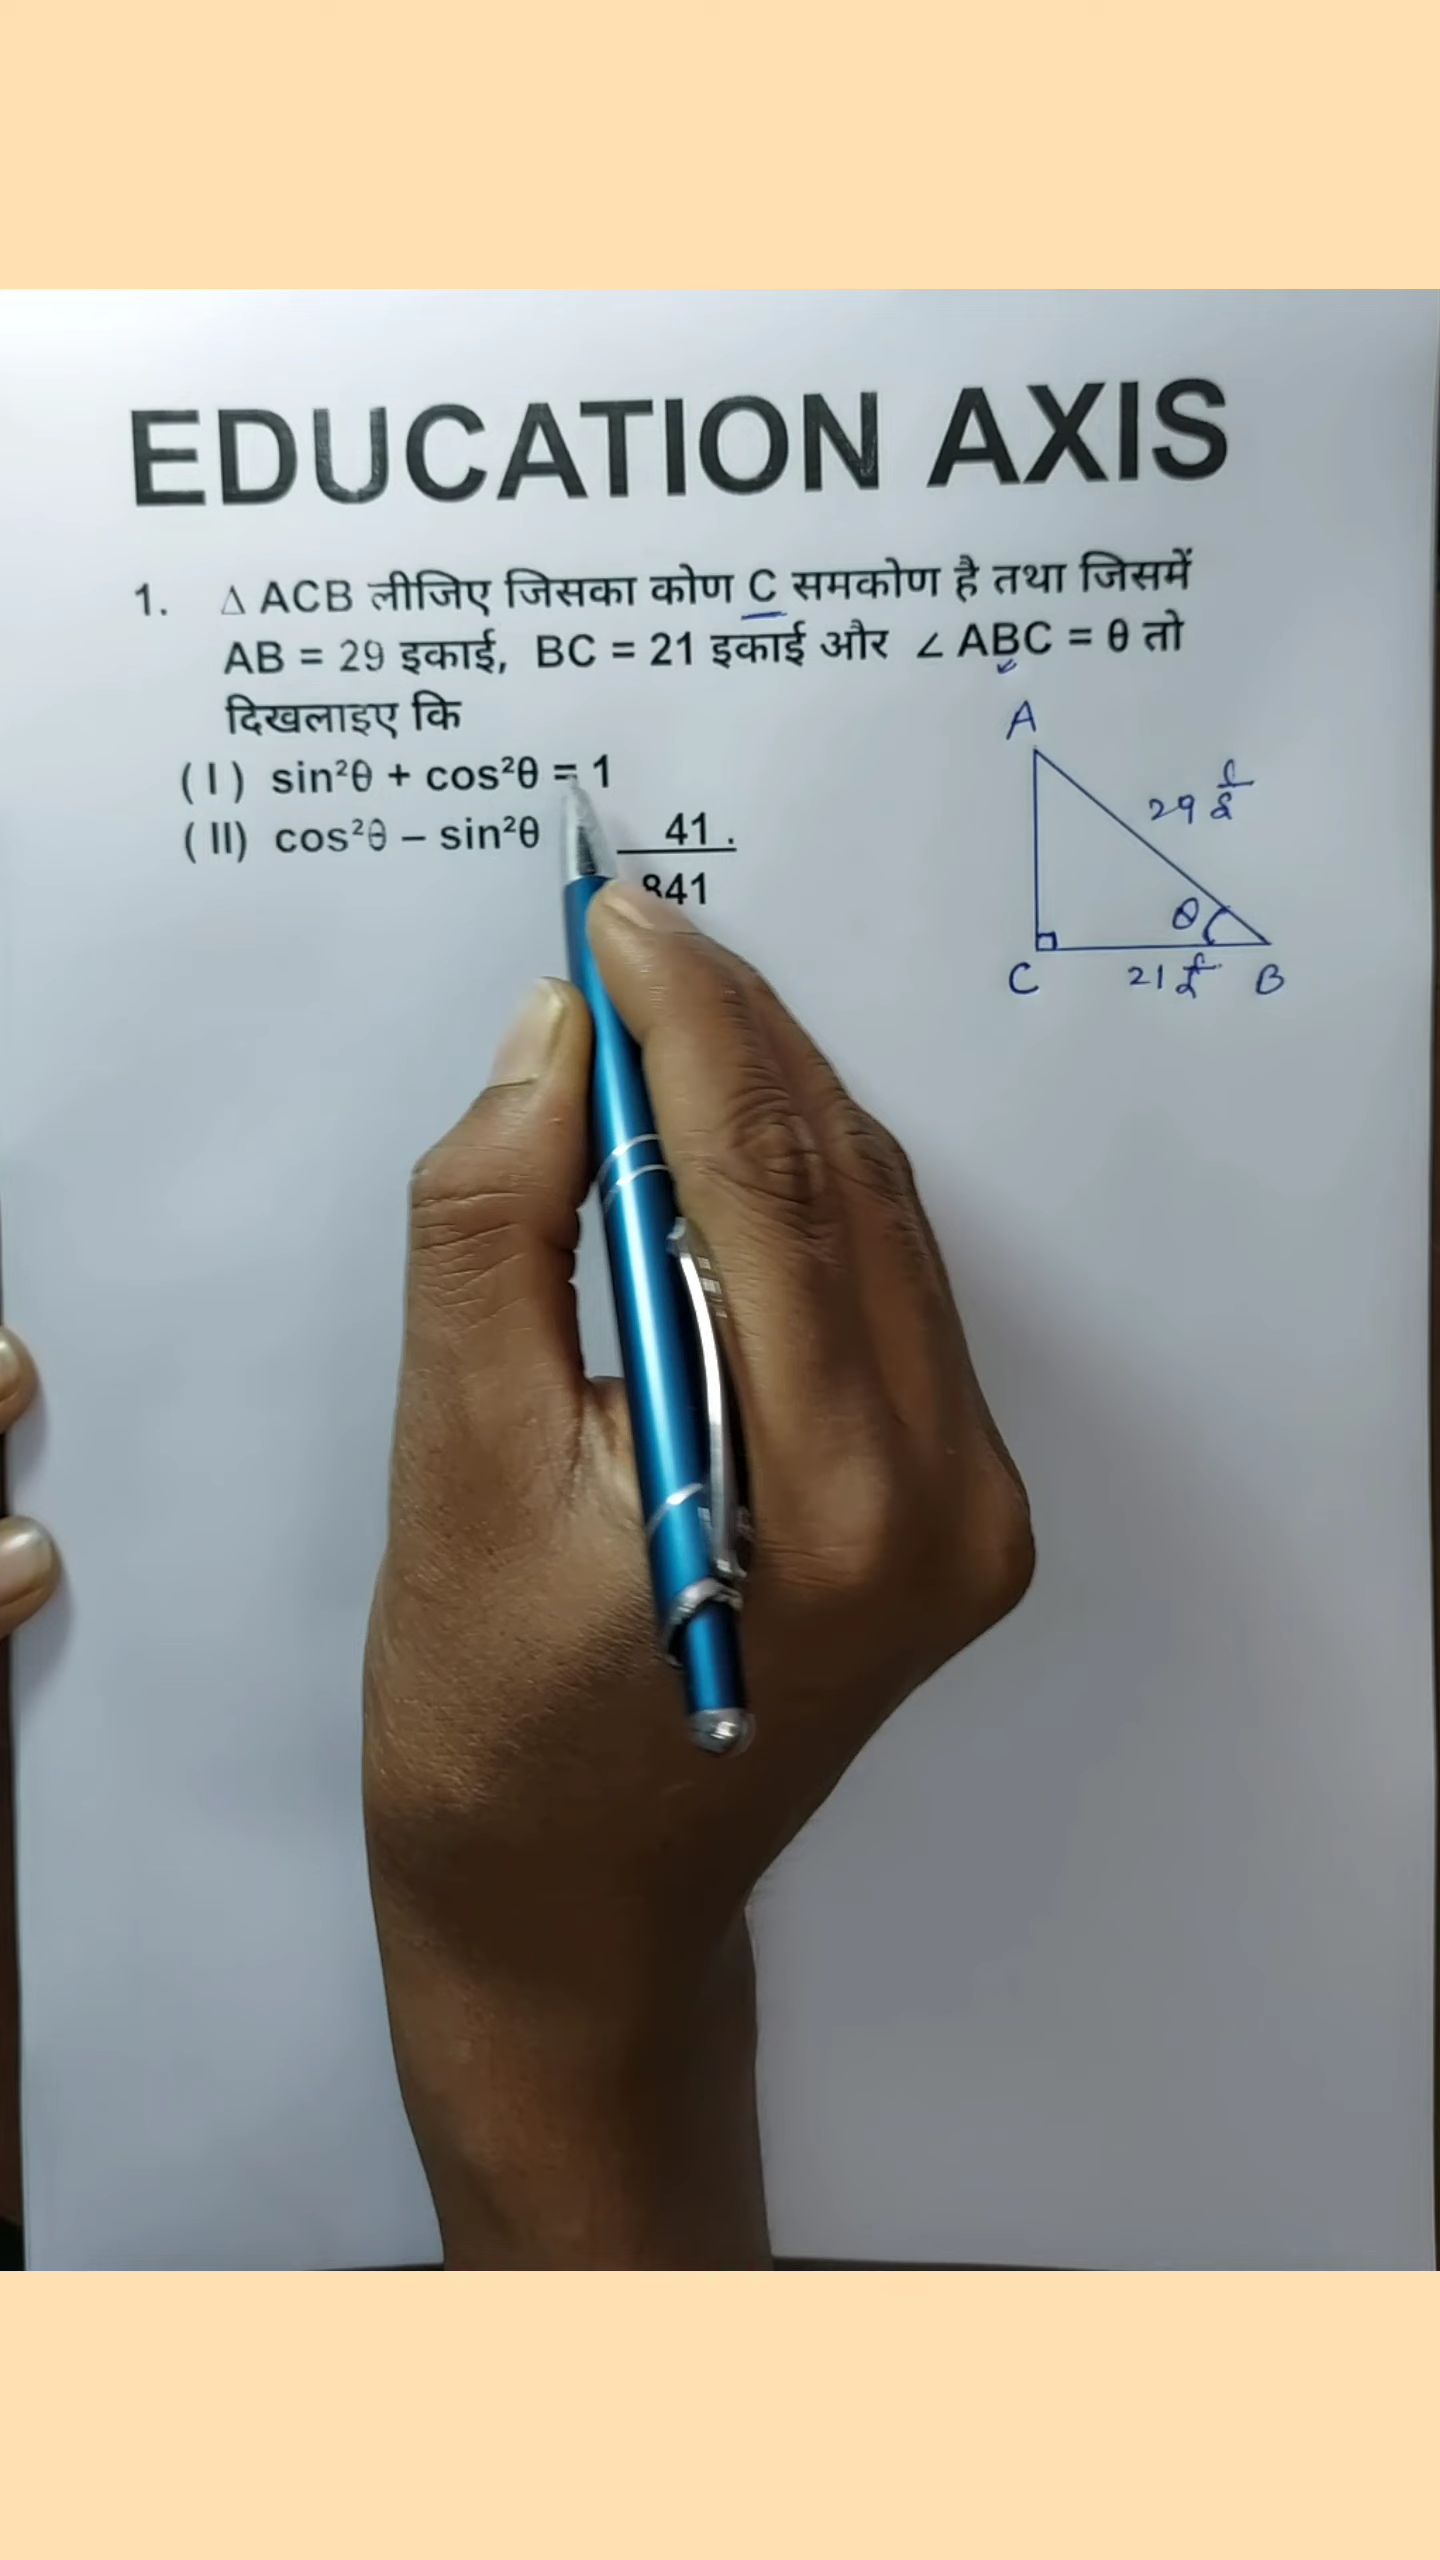 EDUCATION AXIS
1. Δ ACB लीजिए जिसका कोण C समकोण है तथा जिसमें
AB = 29 इकाई, BC = 21 इकाई और ∠ ABC = θ तो
दिखलाइए कि
( I ) sin²θ + cos²θ = 1
( II) cos²θ – sin²θ 41 .
841
A
29 इ
θ
C 21 इ B